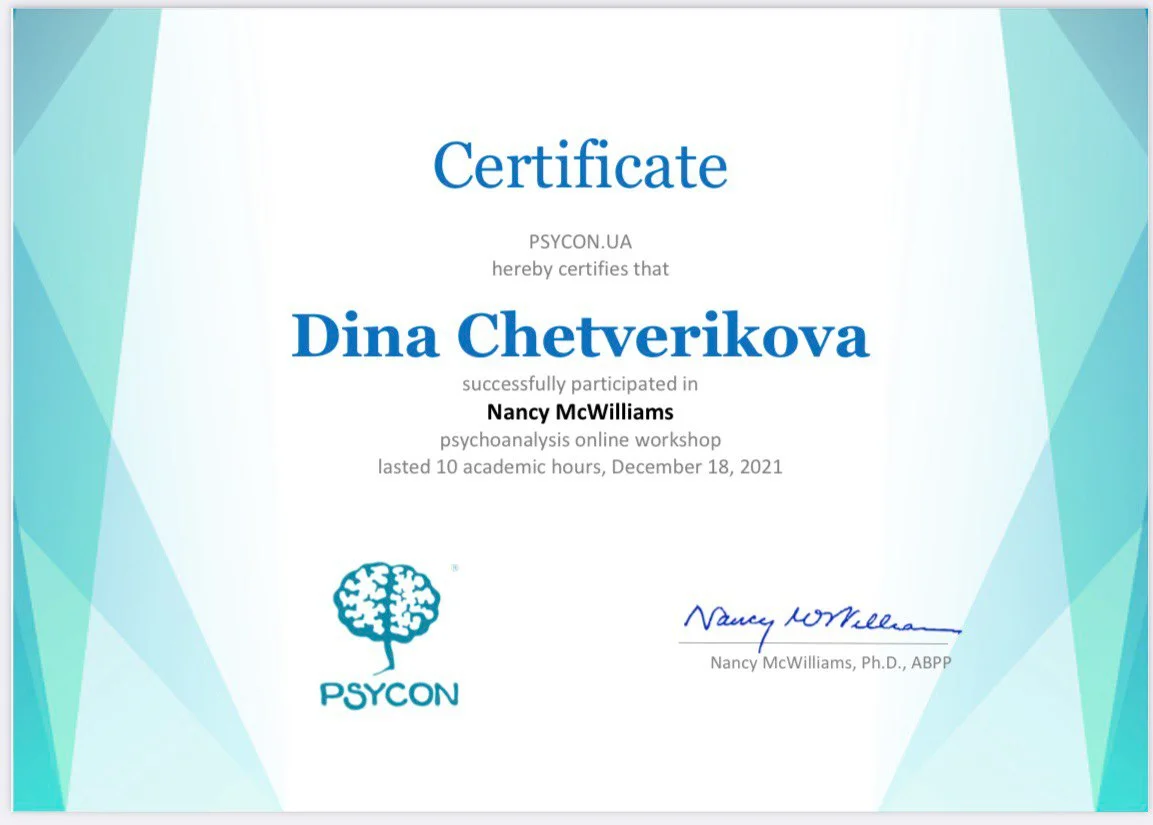 Certificate
PSYCON.UA
hereby certifies that
Dina Chetverikova
successfully participated in
Nancy McWilliams
psychoanalysis online workshop
lasted 10 academic hours, December 18, 2021
®
PSYCON
Nancy McWilliams
Nancy McWilliams, Ph.D., ABPP